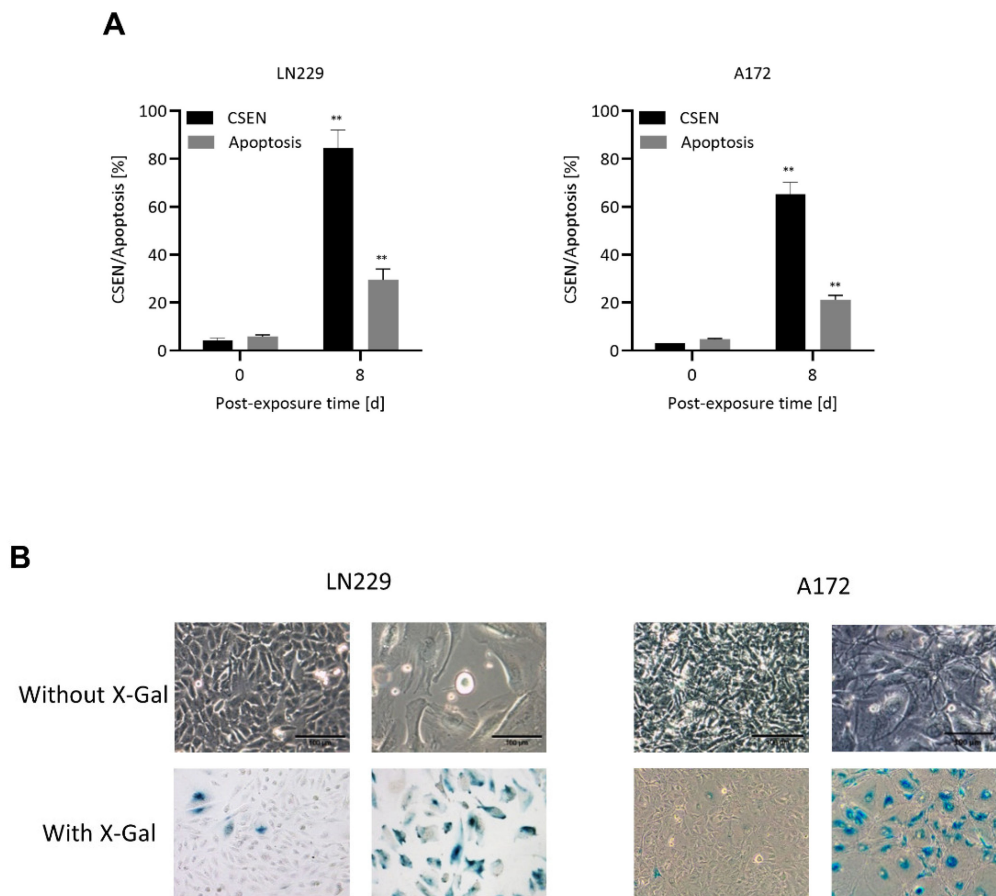 A
LN229
100
80
60
40
20
0
CSEN/Apoptosis [%]
CSEN
Apoptosis
**
**
0
8
Post-exposure time [d]
A172
100
80
60
40
20
0
CSEN/Apoptosis [%]
CSEN
Apoptosis
**
**
0
8
Post-exposure time [d]
B
LN229
A172
Without X-Gal
100 µm
With X-Gal